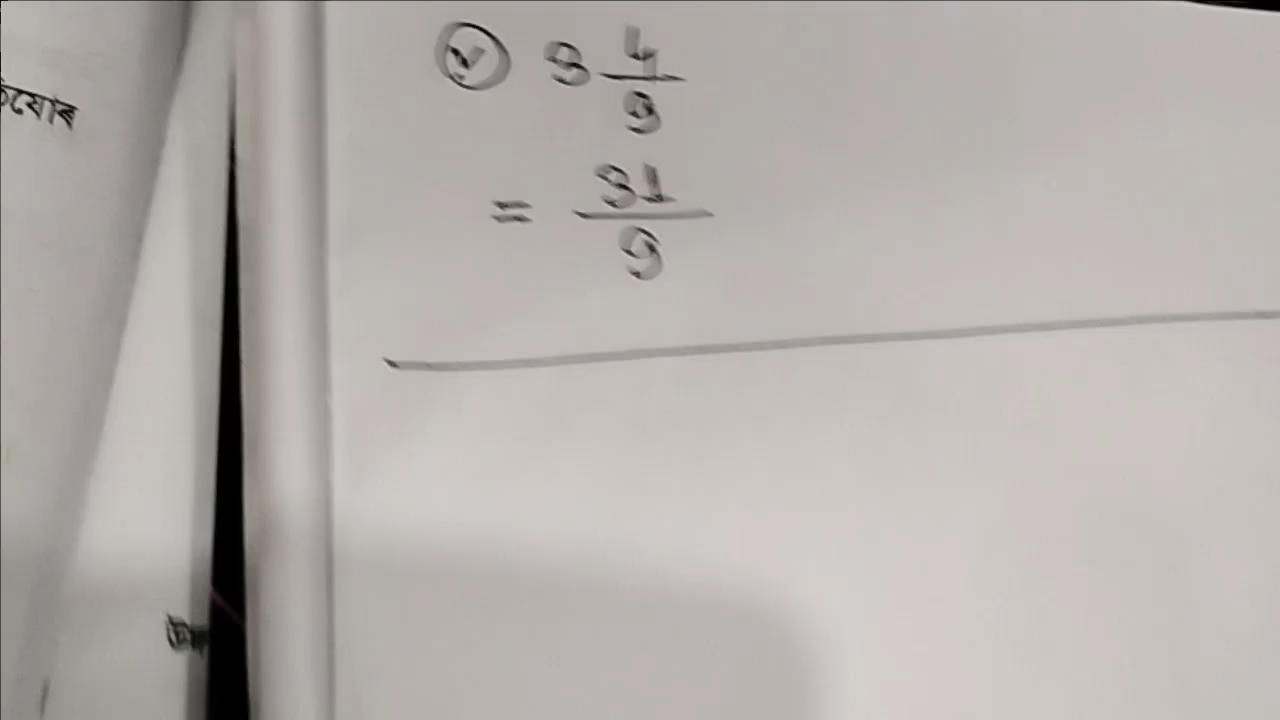 ⓥ 3 4/9
= 31/9